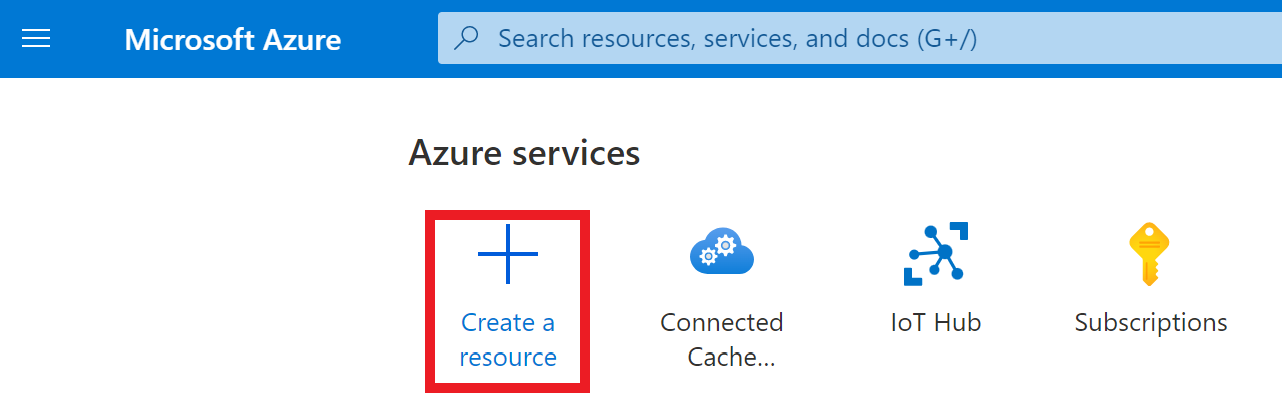 Microsoft Azure
Search resources, services, and docs (G+/)
Azure services
Create a
resource
Connected
Cache...
IoT Hub
Subscriptions